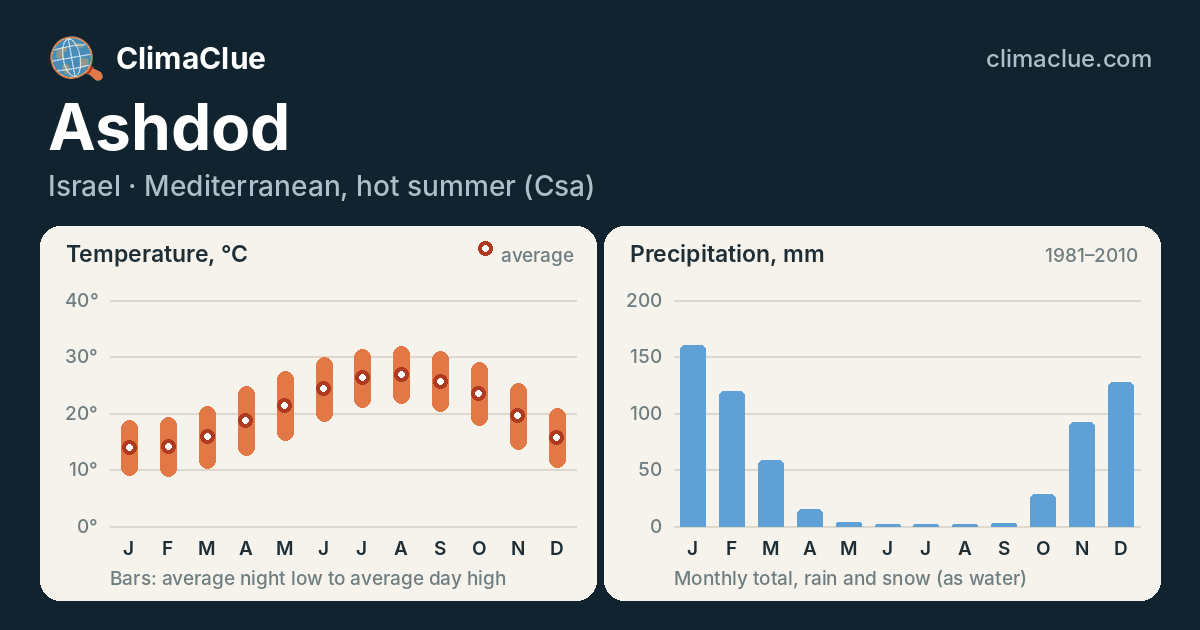 ClimaClue
climaclue.com
Ashdod
Israel · Mediterranean, hot summer (Csa)
Temperature, °C
average
40°
30°
20°
10°
0°
J F M A M J J A S O N D
Bars: average night low to average day high
Precipitation, mm
1981–2010
200
150
100
50
0
J F M A M J J A S O N D
Monthly total, rain and snow (as water)